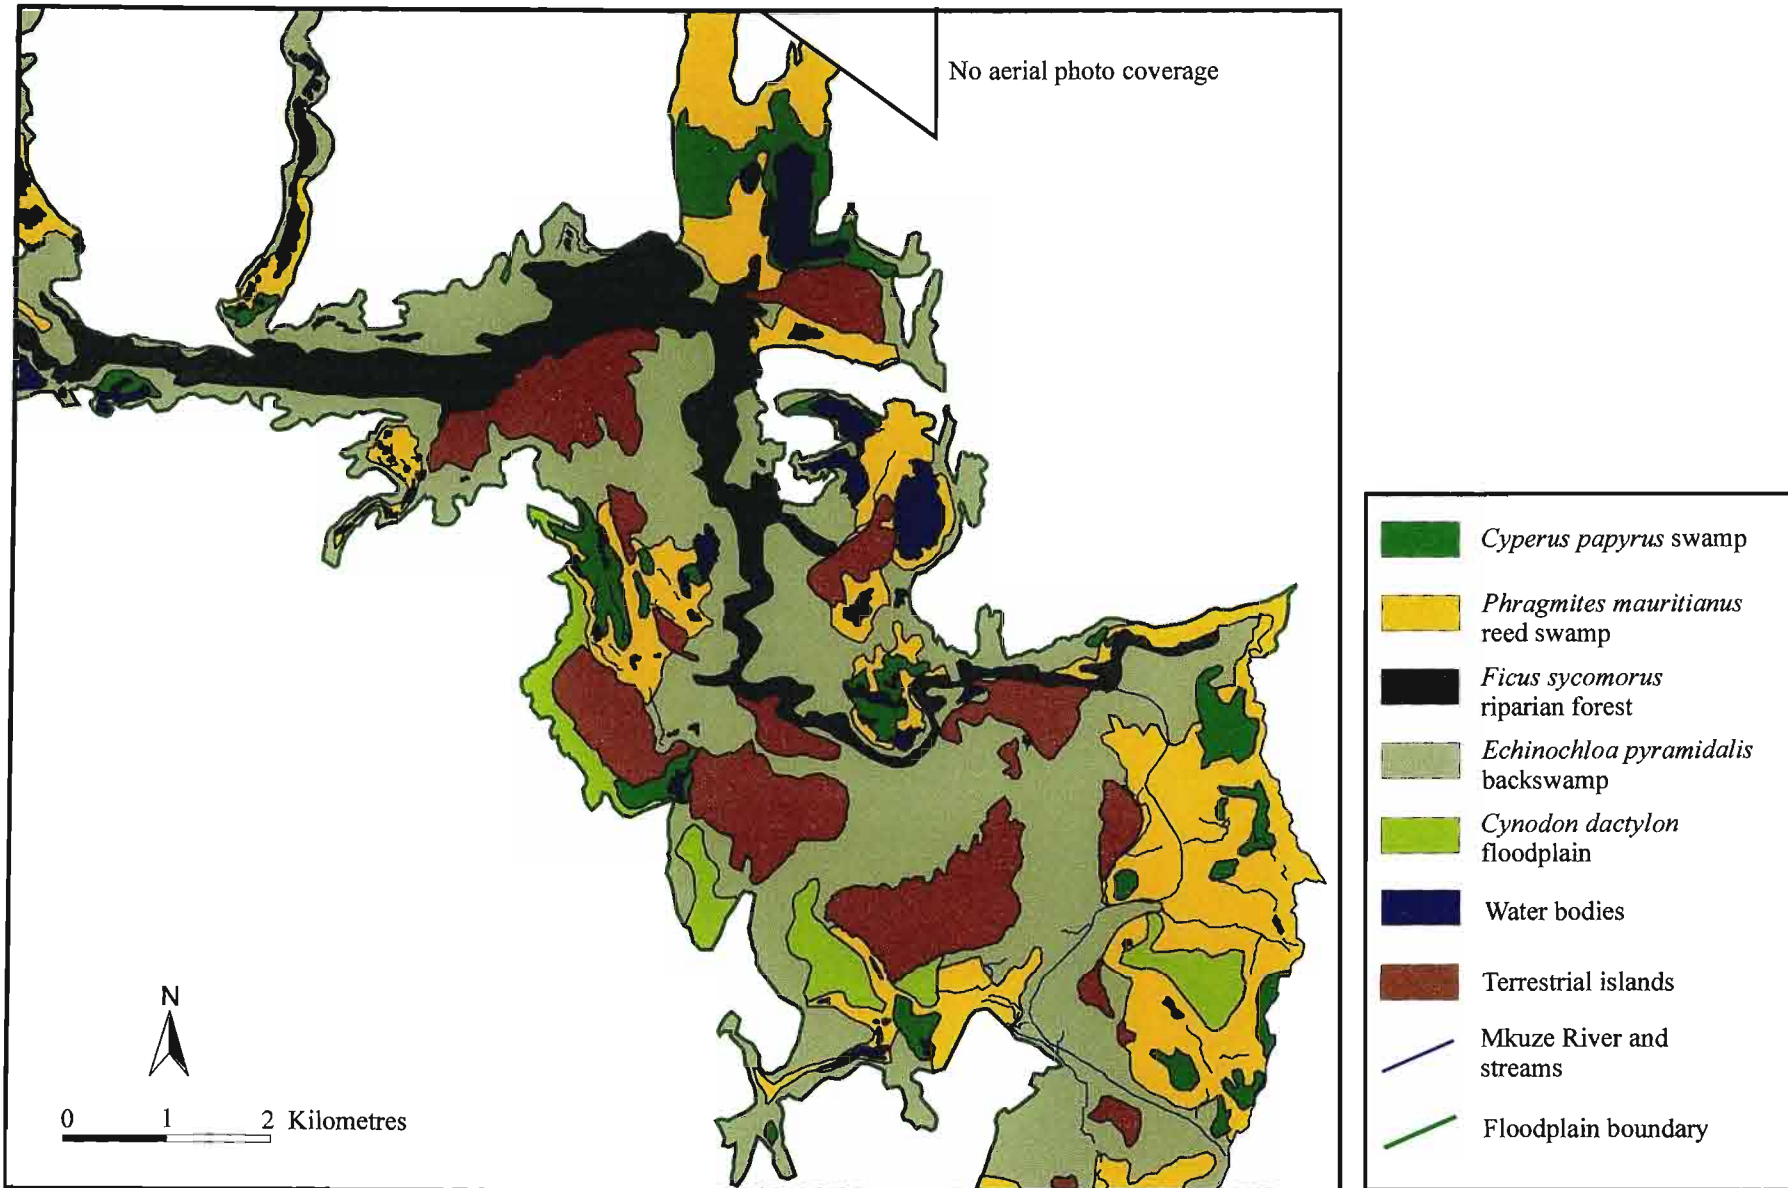 No aerial photo coverage
Cyperus papyrus swamp
Phragmites mauritianus
reed swamp
Ficus sycomorus
riparian forest
Echinochloa pyramidalis
backswamp
Cynodon dactylon
floodplain
Water bodies
Terrestrial islands
Mkuze River and
streams
Floodplain boundary
N
0 1 2 Kilometres